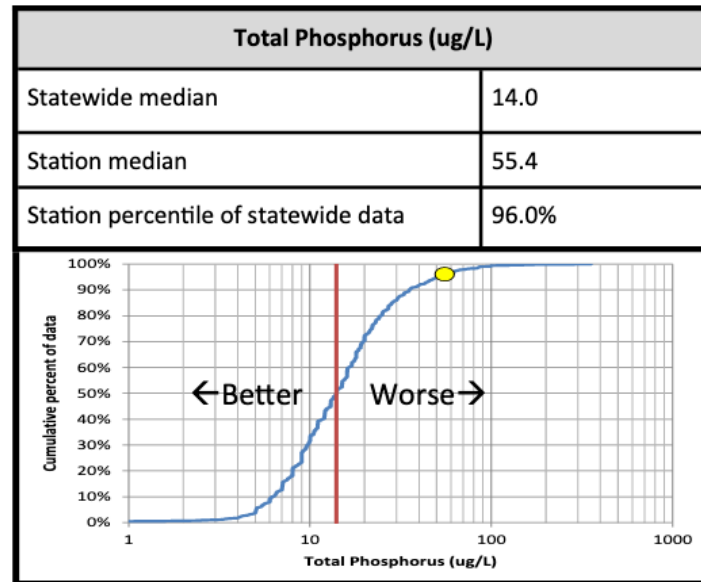 Total Phosphorus (ug/L)
Statewide median 14.0
Station median 55.4
Station percentile of statewide data 96.0%
100%
90%
80%
70%
60%
50%
40%
30%
20%
10%
0%
Cumulative percent of data
←Better Worse→
1 10 100 1000
Total Phosphorus (ug/L)